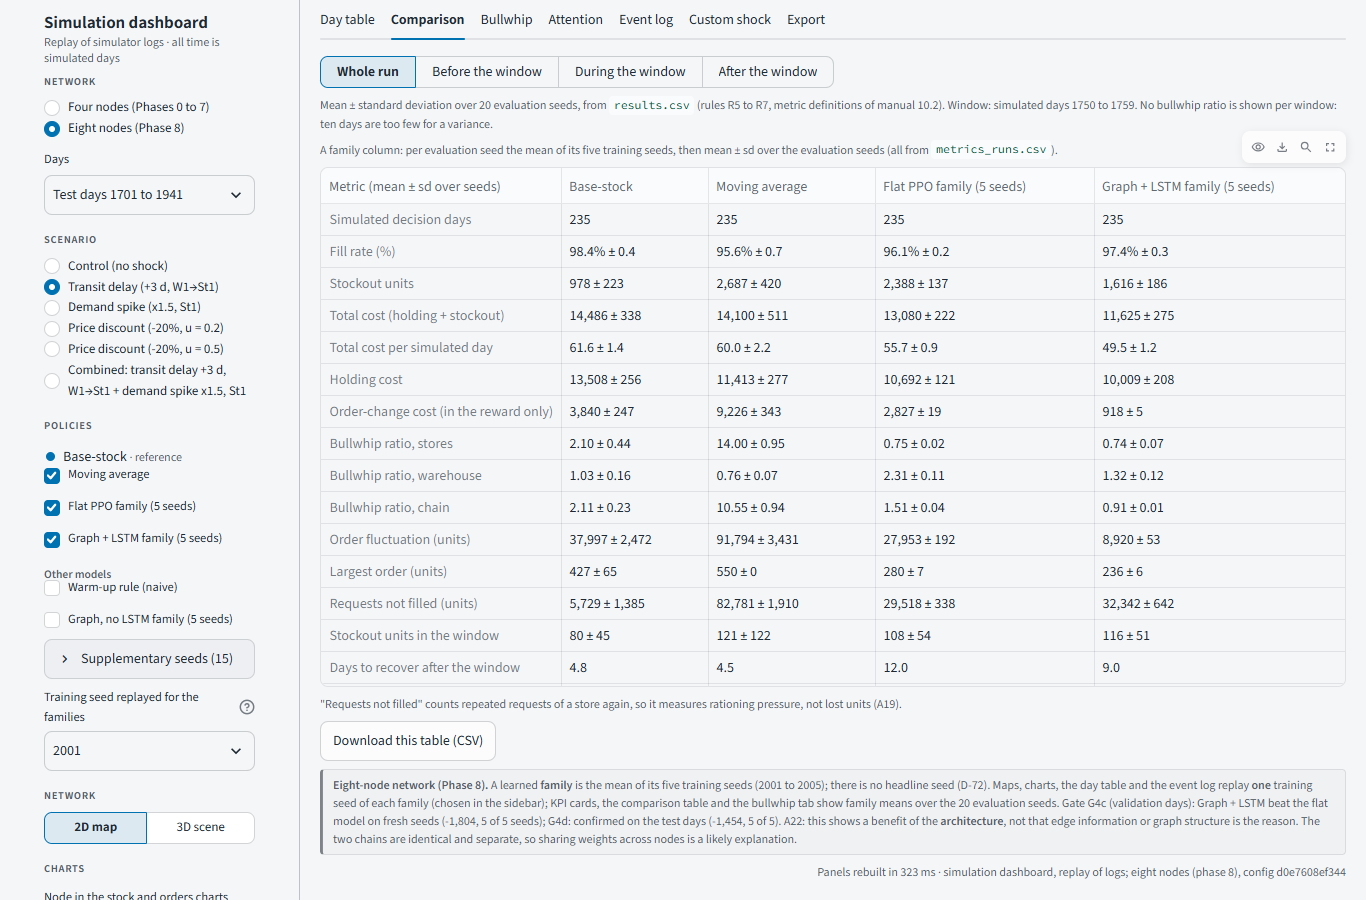 Simulation dashboard
Replay of simulator logs · all time is
simulated days
NETWORK
Four nodes (Phases 0 to 7)
Eight nodes (Phase 8)
Days
Test days 1701 to 1941
SCENARIO
Control (no shock)
Transit delay (+3 d, W1→St1)
Demand spike (x1.5, St1)
Price discount (-20%, u = 0.2)
Price discount (-20%, u = 0.5)
Combined: transit delay +3 d,
W1→St1 + demand spike x1.5, St1
POLICIES
Base-stock · reference
Moving average
Flat PPO family (5 seeds)
Graph + LSTM family (5 seeds)
Other models
Warm-up rule (naive)
Graph, no LSTM family (5 seeds)
Supplementary seeds (15)
Training seed replayed for the
families
2001
NETWORK
2D map 3D scene
CHARTS
Node in the stock and orders charts
Day table Comparison Bullwhip Attention Event log Custom shock Export
Whole run Before the window During the window After the window
Mean ± standard deviation over 20 evaluation seeds, from results.csv (rules R5 to R7, metric definitions of manual 10.2). Window: simulated days 1750 to 1759. No bullwhip ratio is shown per window:
ten days are too few for a variance.
A family column: per evaluation seed the mean of its five training seeds, then mean ± sd over the evaluation seeds (all from metrics_runs.csv ).
Metric (mean ± sd over seeds) Base-stock Moving average Flat PPO family (5 seeds) Graph + LSTM family (5 seeds)
Simulated decision days 235 235 235 235
Fill rate (%) 98.4% ± 0.4 95.6% ± 0.7 96.1% ± 0.2 97.4% ± 0.3
Stockout units 978 ± 223 2,687 ± 420 2,388 ± 137 1,616 ± 186
Total cost (holding + stockout) 14,486 ± 338 14,100 ± 511 13,080 ± 222 11,625 ± 275
Total cost per simulated day 61.6 ± 1.4 60.0 ± 2.2 55.7 ± 0.9 49.5 ± 1.2
Holding cost 13,508 ± 256 11,413 ± 277 10,692 ± 121 10,009 ± 208
Order-change cost (in the reward only) 3,840 ± 247 9,226 ± 343 2,827 ± 19 918 ± 5
Bullwhip ratio, stores 2.10 ± 0.44 14.00 ± 0.95 0.75 ± 0.02 0.74 ± 0.07
Bullwhip ratio, warehouse 1.03 ± 0.16 0.76 ± 0.07 2.31 ± 0.11 1.32 ± 0.12
Bullwhip ratio, chain 2.11 ± 0.23 10.55 ± 0.94 1.51 ± 0.04 0.91 ± 0.01
Order fluctuation (units) 37,997 ± 2,472 91,794 ± 3,431 27,953 ± 192 8,920 ± 53
Largest order (units) 427 ± 65 550 ± 0 280 ± 7 236 ± 6
Requests not filled (units) 5,729 ± 1,385 82,781 ± 1,910 29,518 ± 338 32,342 ± 642
Stockout units in the window 80 ± 45 121 ± 122 108 ± 54 116 ± 51
Days to recover after the window 4.8 4.5 12.0 9.0
"Requests not filled" counts repeated requests of a store again, so it measures rationing pressure, not lost units (A19).
Download this table (CSV)
Eight-node network (Phase 8). A learned family is the mean of its five training seeds (2001 to 2005); there is no headline seed (D-72). Maps, charts, the day table and the event log replay one training
seed of each family (chosen in the sidebar); KPI cards, the comparison table and the bullwhip tab show family means over the 20 evaluation seeds. Gate G4c (validation days): Graph + LSTM beat the flat
model on fresh seeds (-1,804, 5 of 5 seeds); G4d: confirmed on the test days (-1,454, 5 of 5). A22: this shows a benefit of the architecture, not that edge information or graph structure is the reason. The
two chains are identical and separate, so sharing weights across nodes is a likely explanation.
Panels rebuilt in 323 ms · simulation dashboard, replay of logs; eight nodes (phase 8), config d0e7608ef344